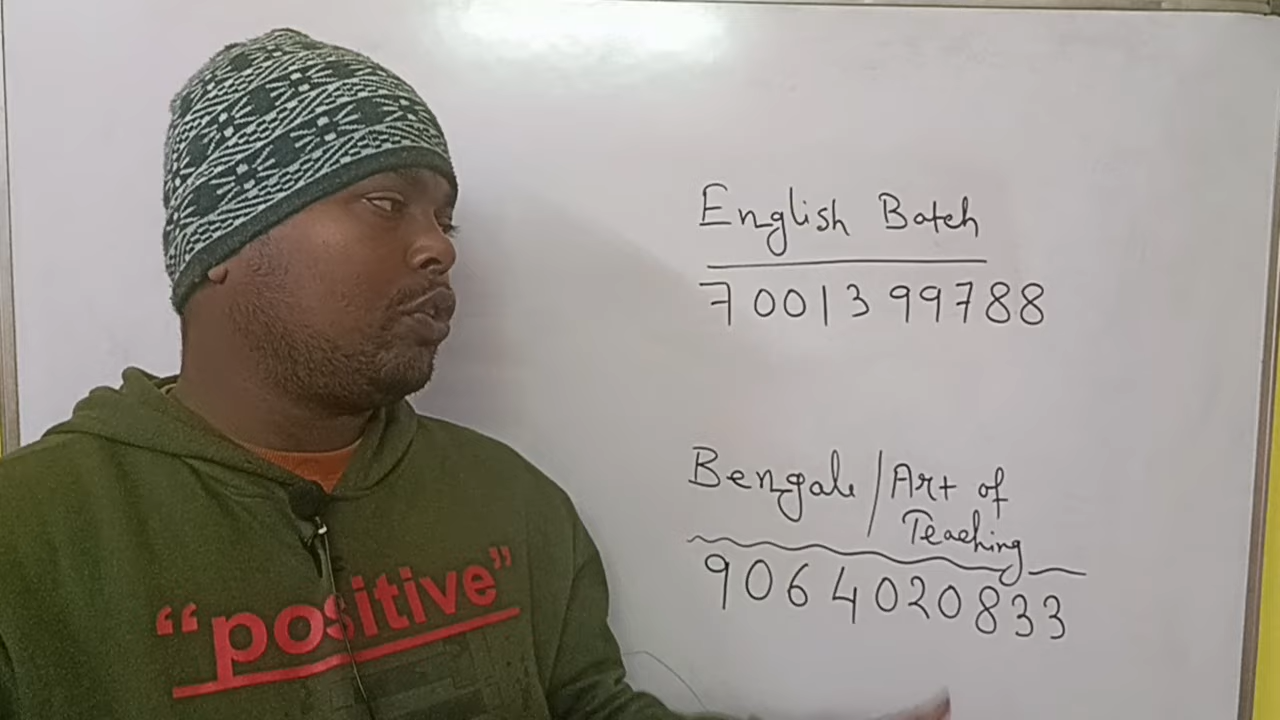 English Batch
7001399788
Bengali/Art of
Teaching
9064020833
"positive"